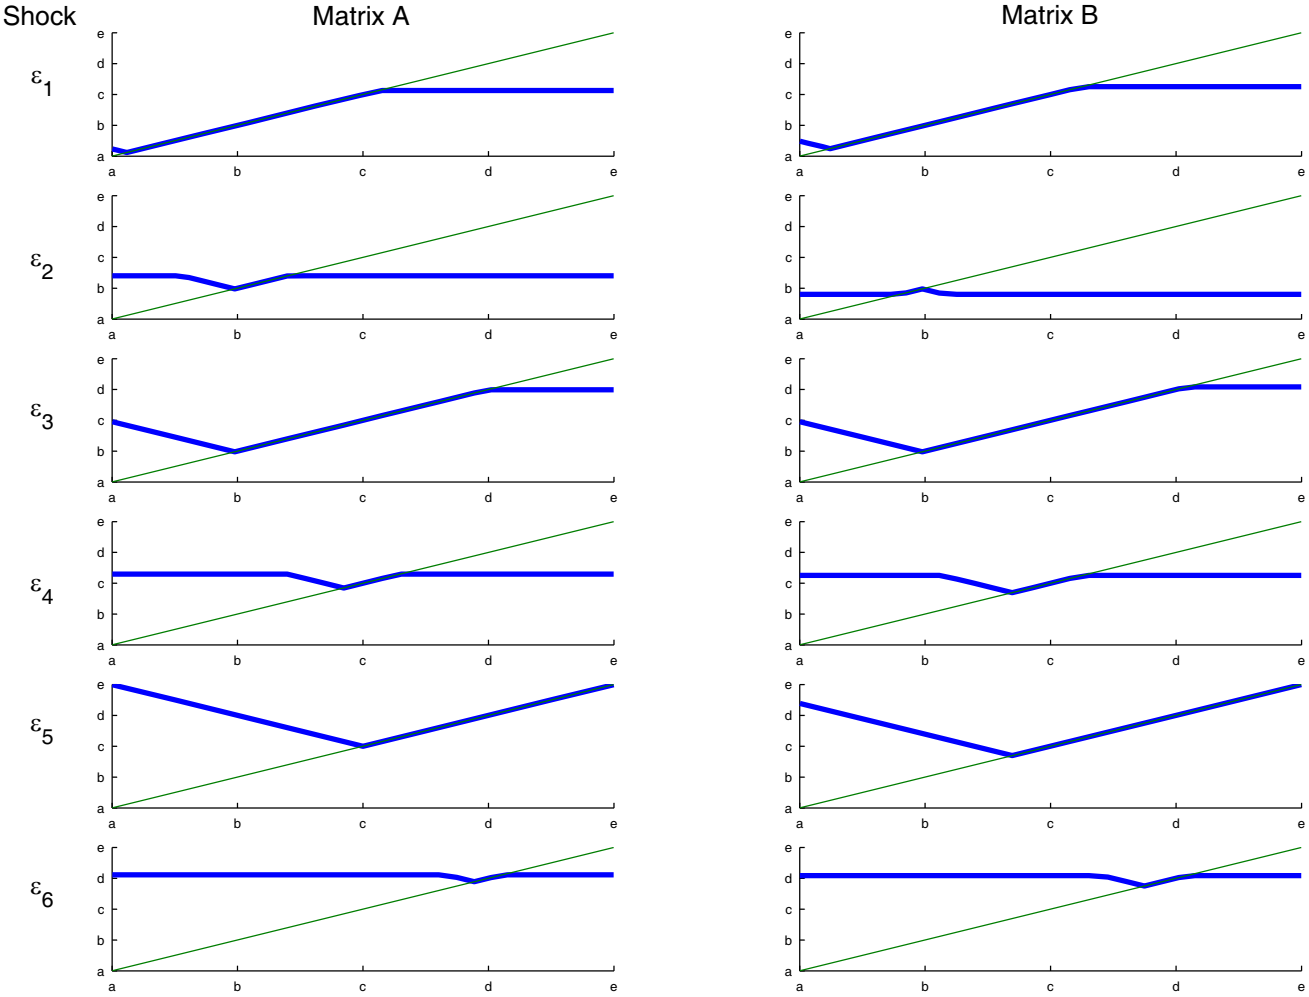 Shock Matrix A Matrix B
e e
d d
ε1 c c
b b
a a
a b c d e a b c d e
e e
d d
ε2 c c
b b
a a
a b c d e a b c d e
e e
d d
ε3 c c
b b
a a
a b c d e a b c d e
e e
d d
ε4 c c
b b
a a
a b c d e a b c d e
e e
d d
ε5 c c
b b
a a
a b c d e a b c d e
e e
d d
ε6 c c
b b
a a
a b c d e a b c d e